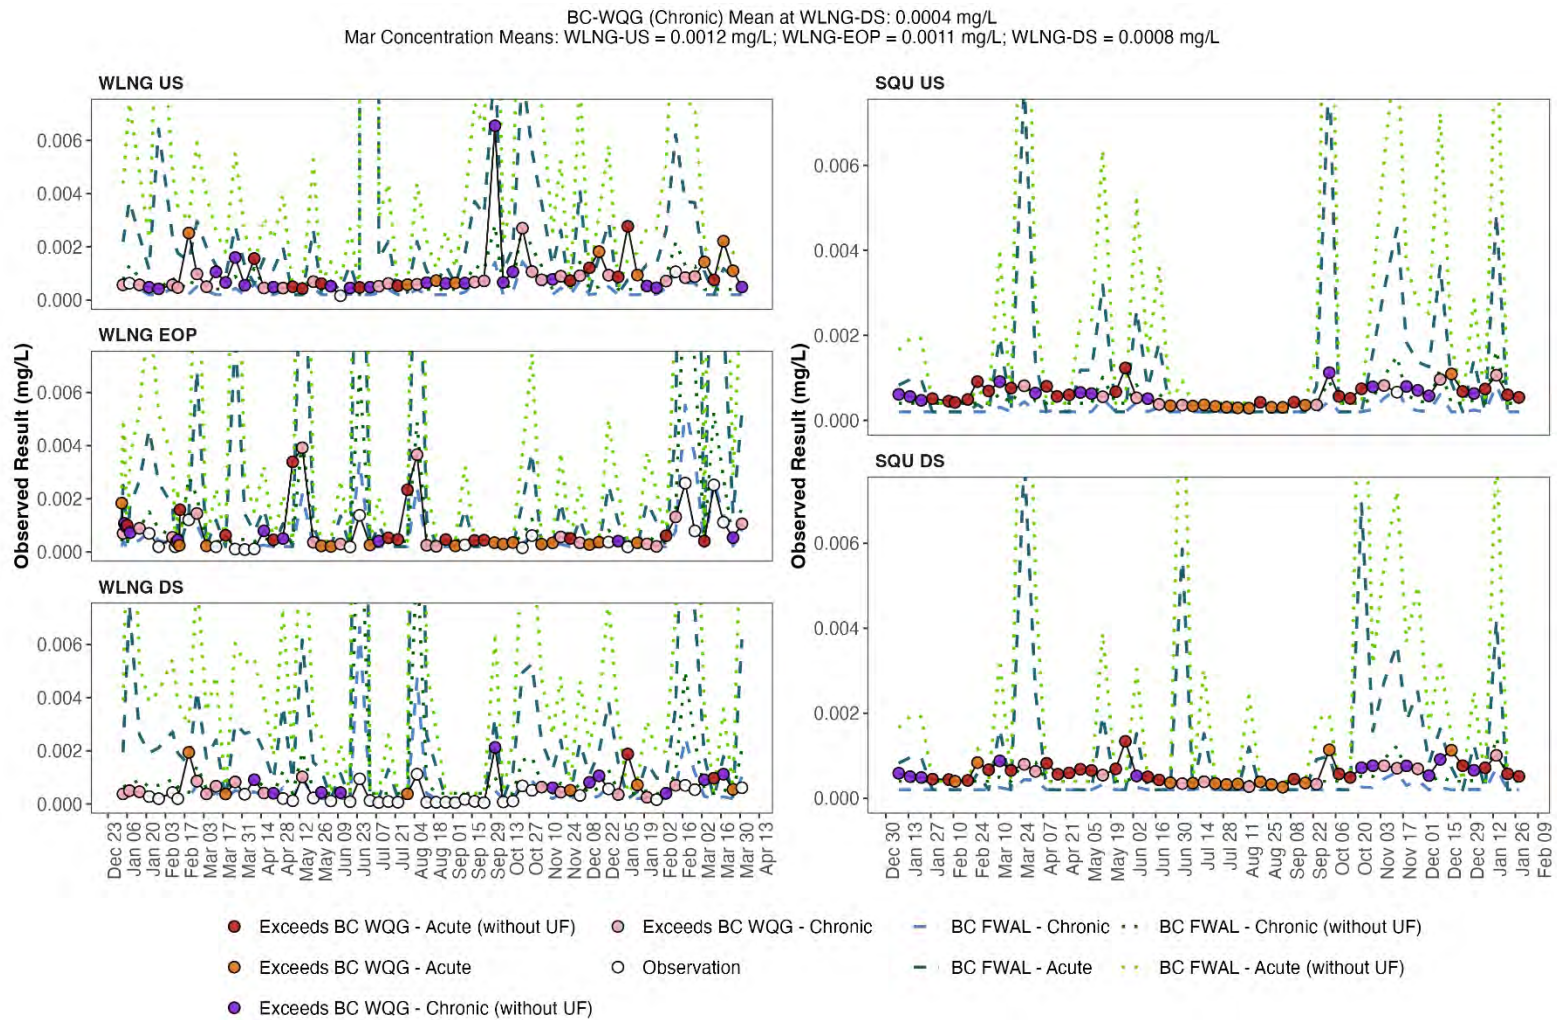 BC-WQG (Chronic) Mean at WLNG-DS: 0.0004 mg/L
Mar Concentration Means: WLNG-US = 0.0012 mg/L; WLNG-EOP = 0.0011 mg/L; WLNG-DS = 0.0008 mg/L
WLNG US
0.006
0.004
0.002
0.000
WLNG EOP
0.006
0.004
0.002
0.000
WLNG DS
0.006
0.004
0.002
0.000
Observed Result (mg/L)
Dec 23
Jan 06
Jan 20
Feb 03
Feb 17
Mar 03
Mar 17
Mar 31
Apr 14
Apr 28
May 12
May 26
Jun 09
Jun 23
Jul 07
Jul 21
Aug 04
Aug 18
Sep 01
Sep 15
Sep 29
Oct 13
Oct 27
Nov 10
Nov 24
Dec 08
Dec 22
Jan 05
Jan 19
Feb 02
Feb 16
Mar 02
Mar 16
Mar 30
Apr 13
SQU US
0.006
0.004
0.002
0.000
SQU DS
0.006
0.004
0.002
0.000
Observed Result (mg/L)
Dec 30
Jan 13
Jan 27
Feb 10
Feb 24
Mar 10
Mar 24
Apr 07
Apr 21
May 05
May 19
Jun 02
Jun 16
Jun 30
Jul 14
Jul 28
Aug 11
Aug 25
Sep 08
Sep 22
Oct 06
Oct 20
Nov 03
Nov 17
Dec 01
Dec 15
Dec 29
Jan 12
Jan 26
Feb 09
Exceeds BC WQG - Acute (without UF)
Exceeds BC WQG - Chronic
BC FWAL - Chronic
BC FWAL - Chronic (without UF)
Exceeds BC WQG - Acute
Observation
BC FWAL - Acute
BC FWAL - Acute (without UF)
Exceeds BC WQG - Chronic (without UF)